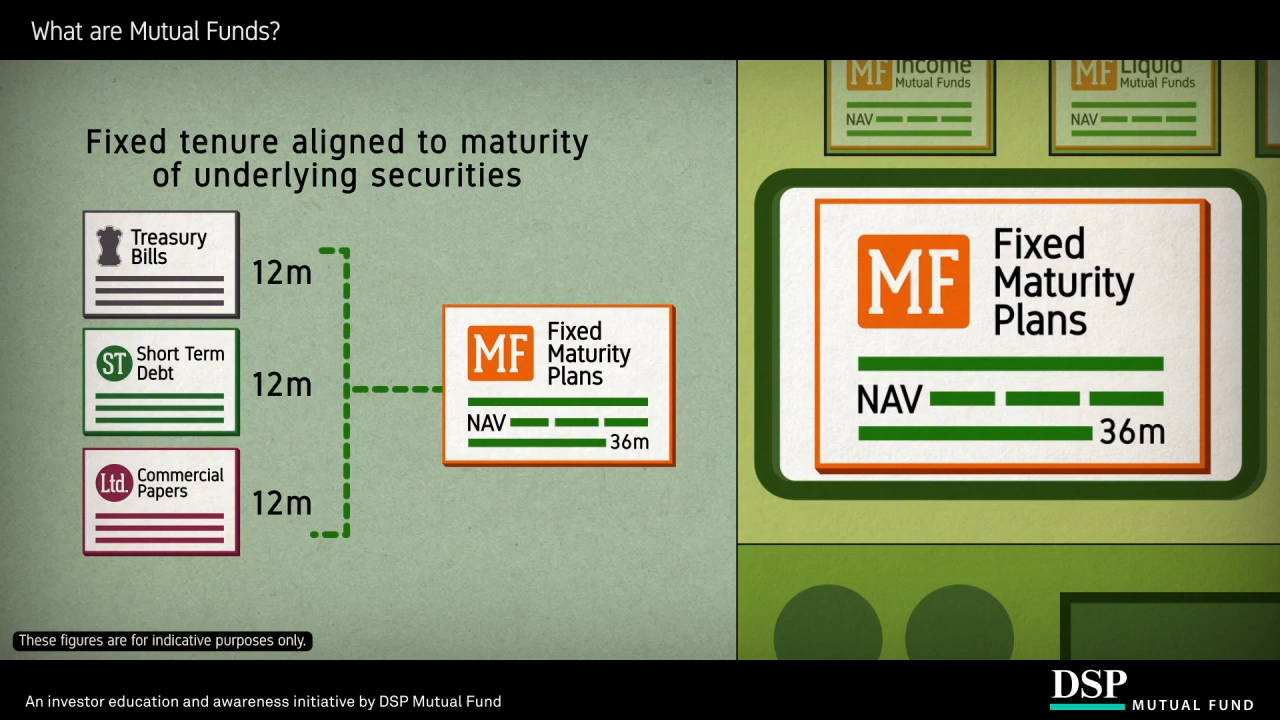 What are Mutual Funds?
Fixed tenure aligned to maturity
of underlying securities
Treasury
Bills
12m
ST
Short Term
Debt
12m
Ltd.
Commercial
Papers
12m
MF
Fixed
Maturity
Plans
NAV
36m
MF
Income
Mutual Funds
NAV
MF
Liquid
Mutual Funds
NAV
MF
Fixed
Maturity
Plans
NAV
36m
These figures are for indicative purposes only.
An investor education and awareness initiative by DSP Mutual Fund
DSP
MUTUAL FUND